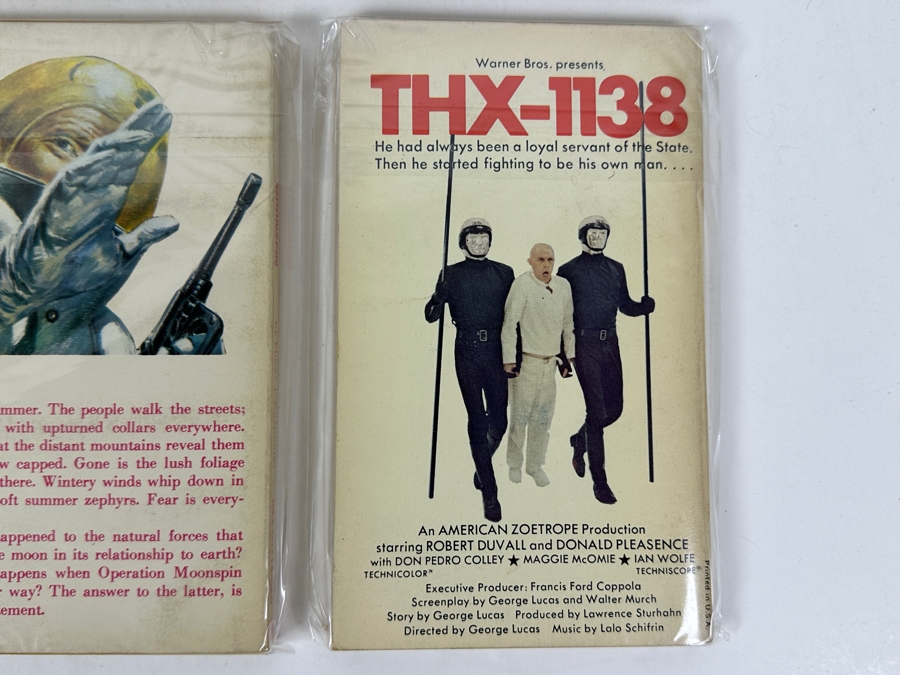 mmer. The people walk the streets;
with upturned collars everywhere.
at the distant mountains reveal them
w capped. Gone is the lush foliage
there. Wintery winds whip down in
oft summer zephyrs. Fear is every-
appened to the natural forces that
e moon in its relationship to earth?
appens when Operation Moonspin
r way? The answer to the latter, is
ement.
Warner Bros. presents
THX-1138
He had always been a loyal servant of the State.
Then he started fighting to be his own man. . . .
An AMERICAN ZOETROPE Production
starring ROBERT DUVALL and DONALD PLEASENCE
with DON PEDRO COLLEY ★ MAGGIE McOMIE ★ IAN WOLFE
TECHNICOLOR® TECHNISCOPE®
Executive Producer: Francis Ford Coppola
Screenplay by George Lucas and Walter Murch
Story by George Lucas Produced by Lawrence Sturhahn
Directed by George Lucas Music by Lalo Schifrin
Printed in U.S.A.